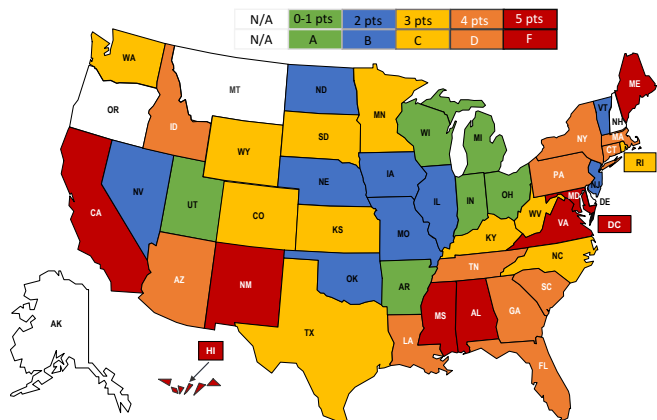 N/A 0-1 pts 2 pts 3 pts 4 pts 5 pts
N/A A B C D F
WA
ME
MT
ND
VT
OR
MN
NH
ID
WI
NY
MA
SD
MI
CT
WY
RI
PA
IA
NJ
NE
OH
MD
DE
NV
IL
IN
UT
WV
CA
CO
VA
DC
MO
KS
KY
NC
TN
AZ
OK
NM
AR
SC
MS
AL
GA
AK
TX
LA
HI
FL